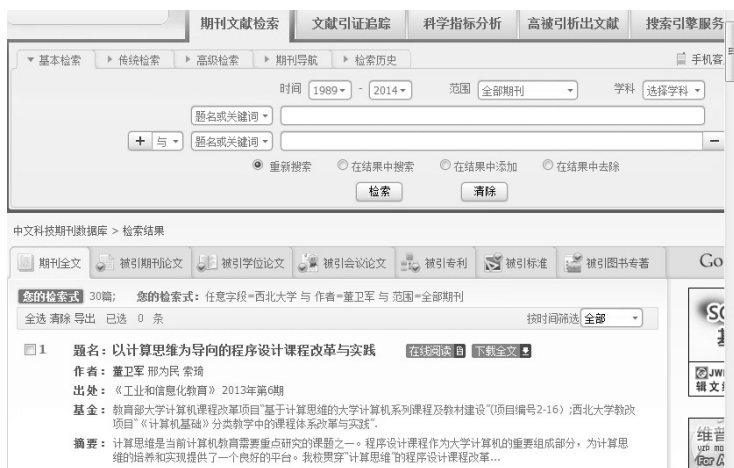 期刊文献检索 文献引证追踪 科学指标分析 高被引析出文献 搜索引擎服务
基本检索 传统检索 高级检索 期刊导航 检索历史 手机客
时间 1989 - 2014 范围 全部期刊 学科 选择学科
题名或关键词
+ 与 题名或关键词 −
重新搜索 在结果中搜索 在结果中添加 在结果中去除
检索 清除
中文科技期刊数据库 > 检索结果
期刊全文 被引期刊论文 被引学位论文 被引会议论文 被引专利 被引标准 被引图书专著 Go
您的检索式 30篇; 您的检索式：任意字段=西北大学 与 作者=董卫军 与 范围=全部期刊
全选 清除 导出 已选 0 条 按时间筛选 全部
1 题名：以计算思维为导向的程序设计课程改革与实践 在线阅读 下载全文
作者：董卫军 邢为民 索琦
出处：《工业和信息化教育》 2013年第6期
基金：教育部大学计算机课程改革项目"基于计算思维的大学计算机系列课程及教材建设"(项目编号2-16）;西北大学教改
项目"《计算机基础》分类教学中的课程体系改革与实践".
摘要：计算思维是当前计算机教育需要重点研究的课题之一。程序设计课程作为大学计算机的重要组成部分，为计算思
维的培养和实现提供了一个良好的平台。我校贯穿"计算思维"的程序设计课程改革...
JW
辑文
维普